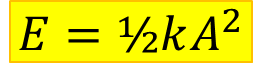 E = ½kA²